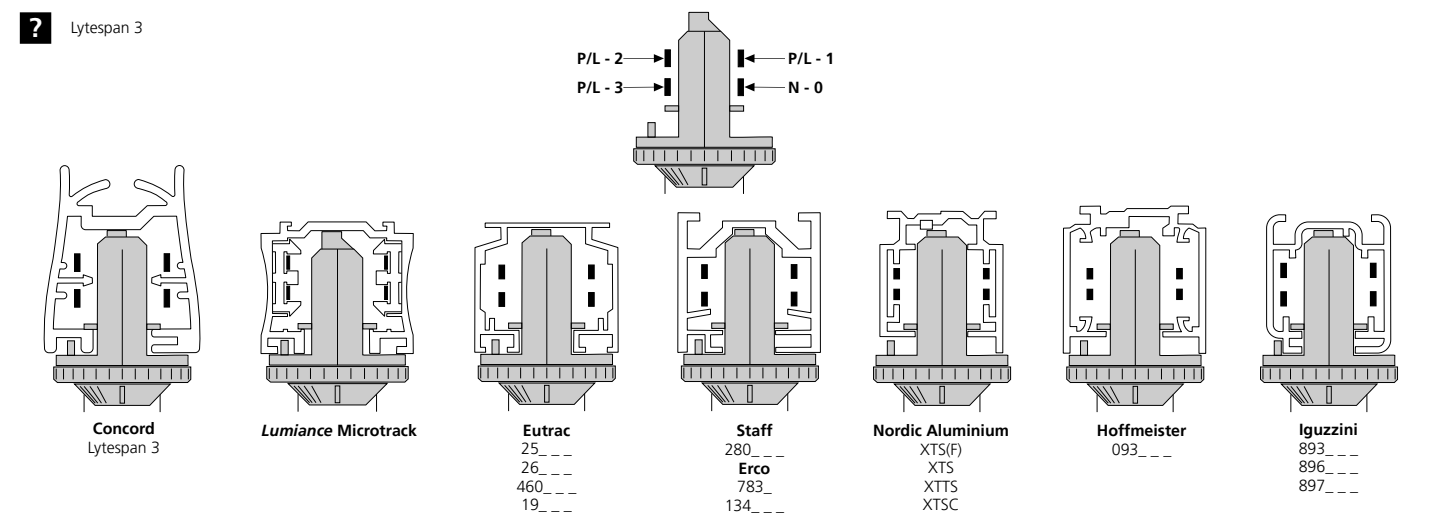 ? Lytespan 3
P/L - 2
P/L - 1
P/L - 3
N - 0
Concord
Lytespan 3
Lumiance Microtrack
Eutrac
25_ _ _
26_ _ _
460_ _ _
19_ _ _
Staff
280_ _ _
Erco
783_
134_ _ _
Nordic Aluminium
XTS(F)
XTS
XTTS
XTSC
Hoffmeister
093_ _ _
Iguzzini
893_ _ _
896_ _ _
897_ _ _